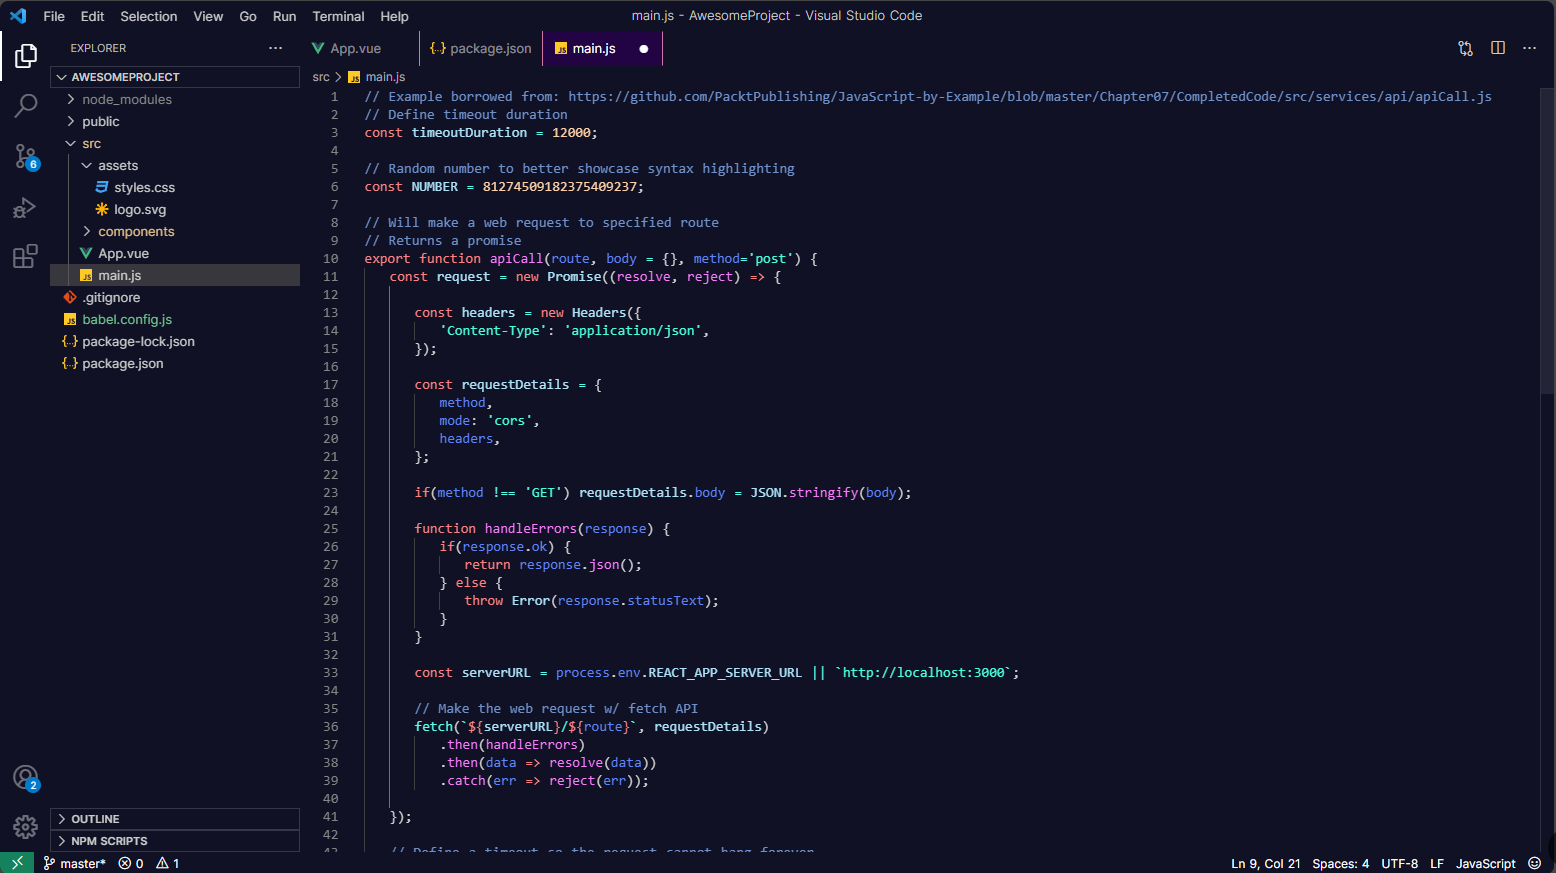 File Edit Selection View Go Run Terminal Help
main.js - AwesomeProject - Visual Studio Code
EXPLORER
AWESOMEPROJECT
node_modules
public
src
assets
styles.css
logo.svg
components
App.vue
main.js
.gitignore
babel.config.js
package-lock.json
package.json
OUTLINE
NPM SCRIPTS
6
2
App.vue package.json main.js
src > main.js
1 // Example borrowed from: https://github.com/PacktPublishing/JavaScript-by-Example/blob/master/Chapter07/CompletedCode/src/services/api/apiCall.js
2 // Define timeout duration
3 const timeoutDuration = 12000;
4
5 // Random number to better showcase syntax highlighting
6 const NUMBER = 81274509182375409237;
7
8 // Will make a web request to specified route
9 // Returns a promise
10 export function apiCall(route, body = {}, method='post') {
11 const request = new Promise((resolve, reject) => {
12
13 const headers = new Headers({
14 'Content-Type': 'application/json',
15 });
16
17 const requestDetails = {
18 method,
19 mode: 'cors',
20 headers,
21 };
22
23 if(method !== 'GET') requestDetails.body = JSON.stringify(body);
24
25 function handleErrors(response) {
26 if(response.ok) {
27 return response.json();
28 } else {
29 throw Error(response.statusText);
30 }
31 }
32
33 const serverURL = process.env.REACT_APP_SERVER_URL || `http://localhost:3000`;
34
35 // Make the web request w/ fetch API
36 fetch(`${serverURL}/${route}`, requestDetails)
37 .then(handleErrors)
38 .then(data => resolve(data))
39 .catch(err => reject(err));
40
41 });
42
43 // Define a timeout so the request cannot hang forever
master* 0 1
Ln 9, Col 21 Spaces: 4 UTF-8 LF JavaScript